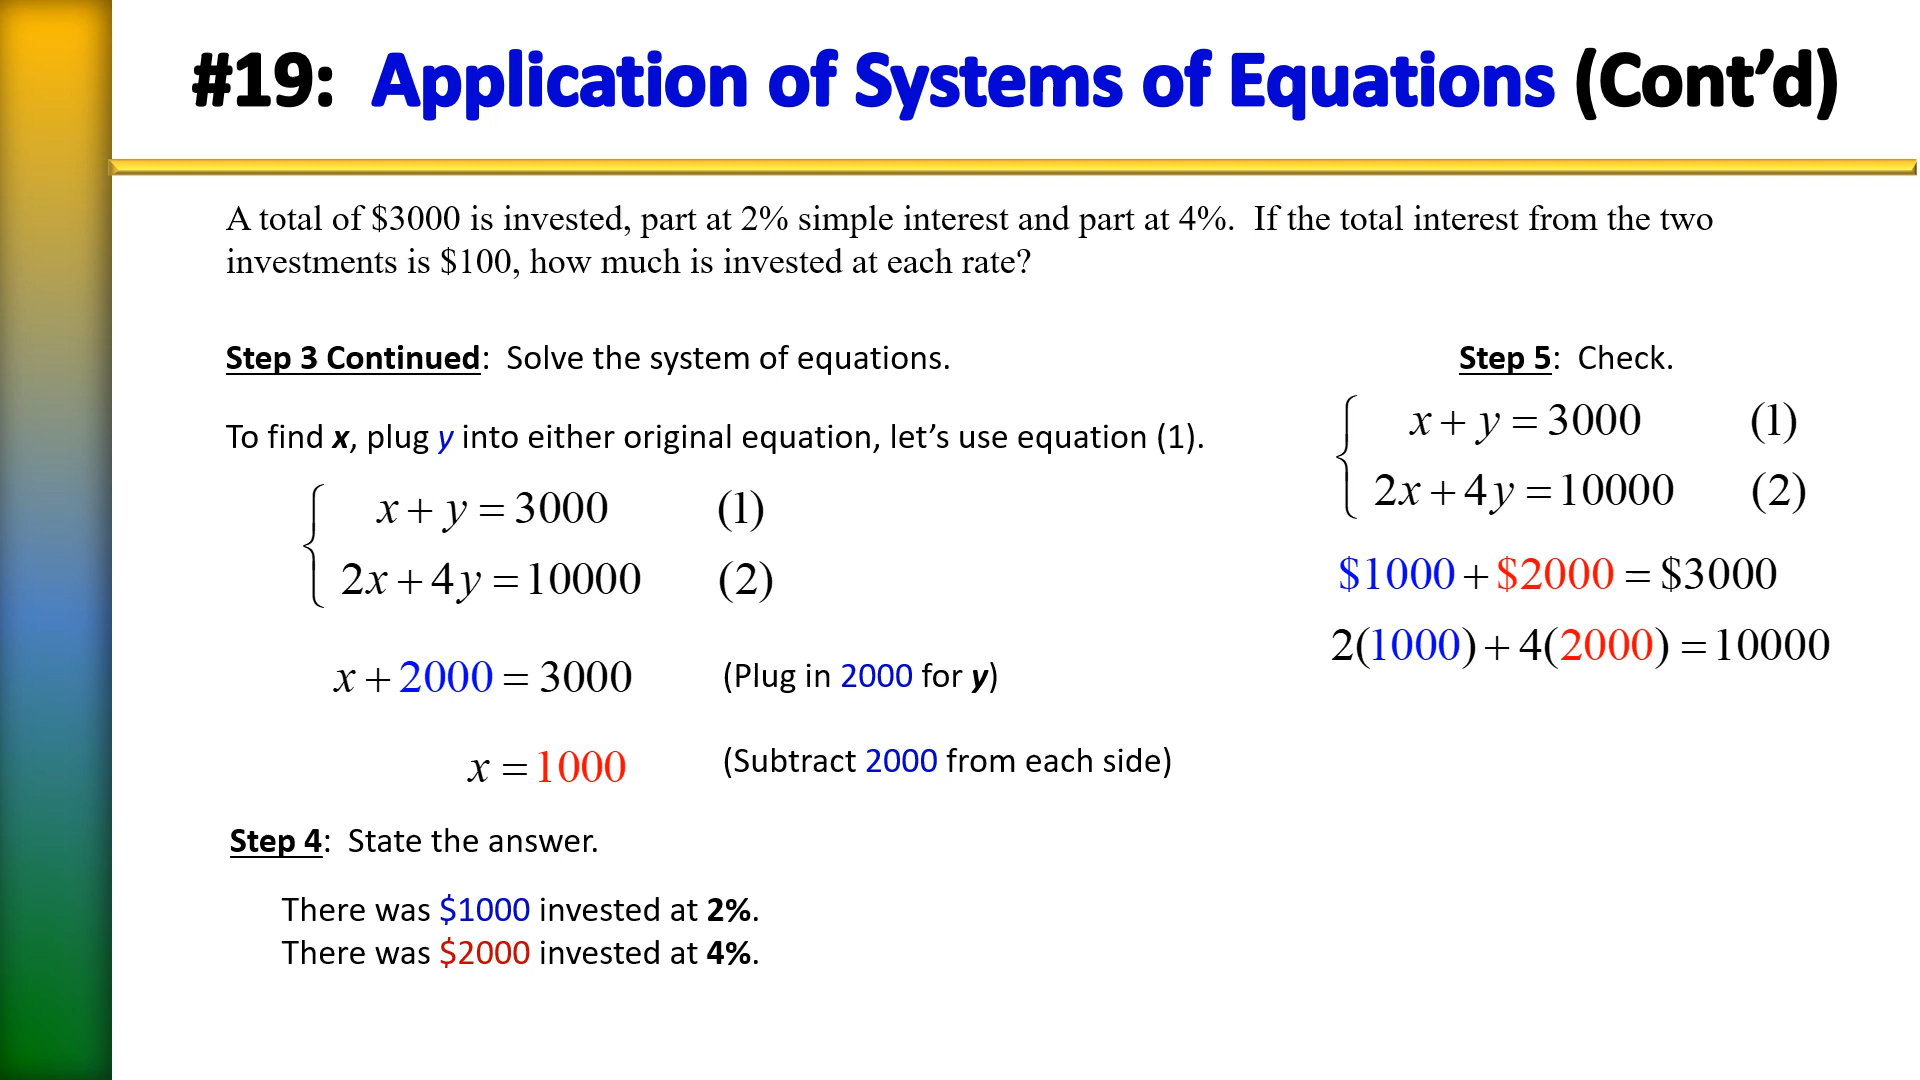 #19: Application of Systems of Equations (Cont’d)
A total of $3000 is invested, part at 2% simple interest and part at 4%. If the total interest from the two
investments is $100, how much is invested at each rate?
Step 3 Continued: Solve the system of equations.
To find x, plug y into either original equation, let’s use equation (1).
x + y = 3000 (1)
2x + 4y = 10000 (2)
x + 2000 = 3000 (Plug in 2000 for y)
x = 1000 (Subtract 2000 from each side)
Step 4: State the answer.
There was $1000 invested at 2%.
There was $2000 invested at 4%.
Step 5: Check.
x + y = 3000 (1)
2x + 4y = 10000 (2)
$1000 + $2000 = $3000
2(1000) + 4(2000) = 10000